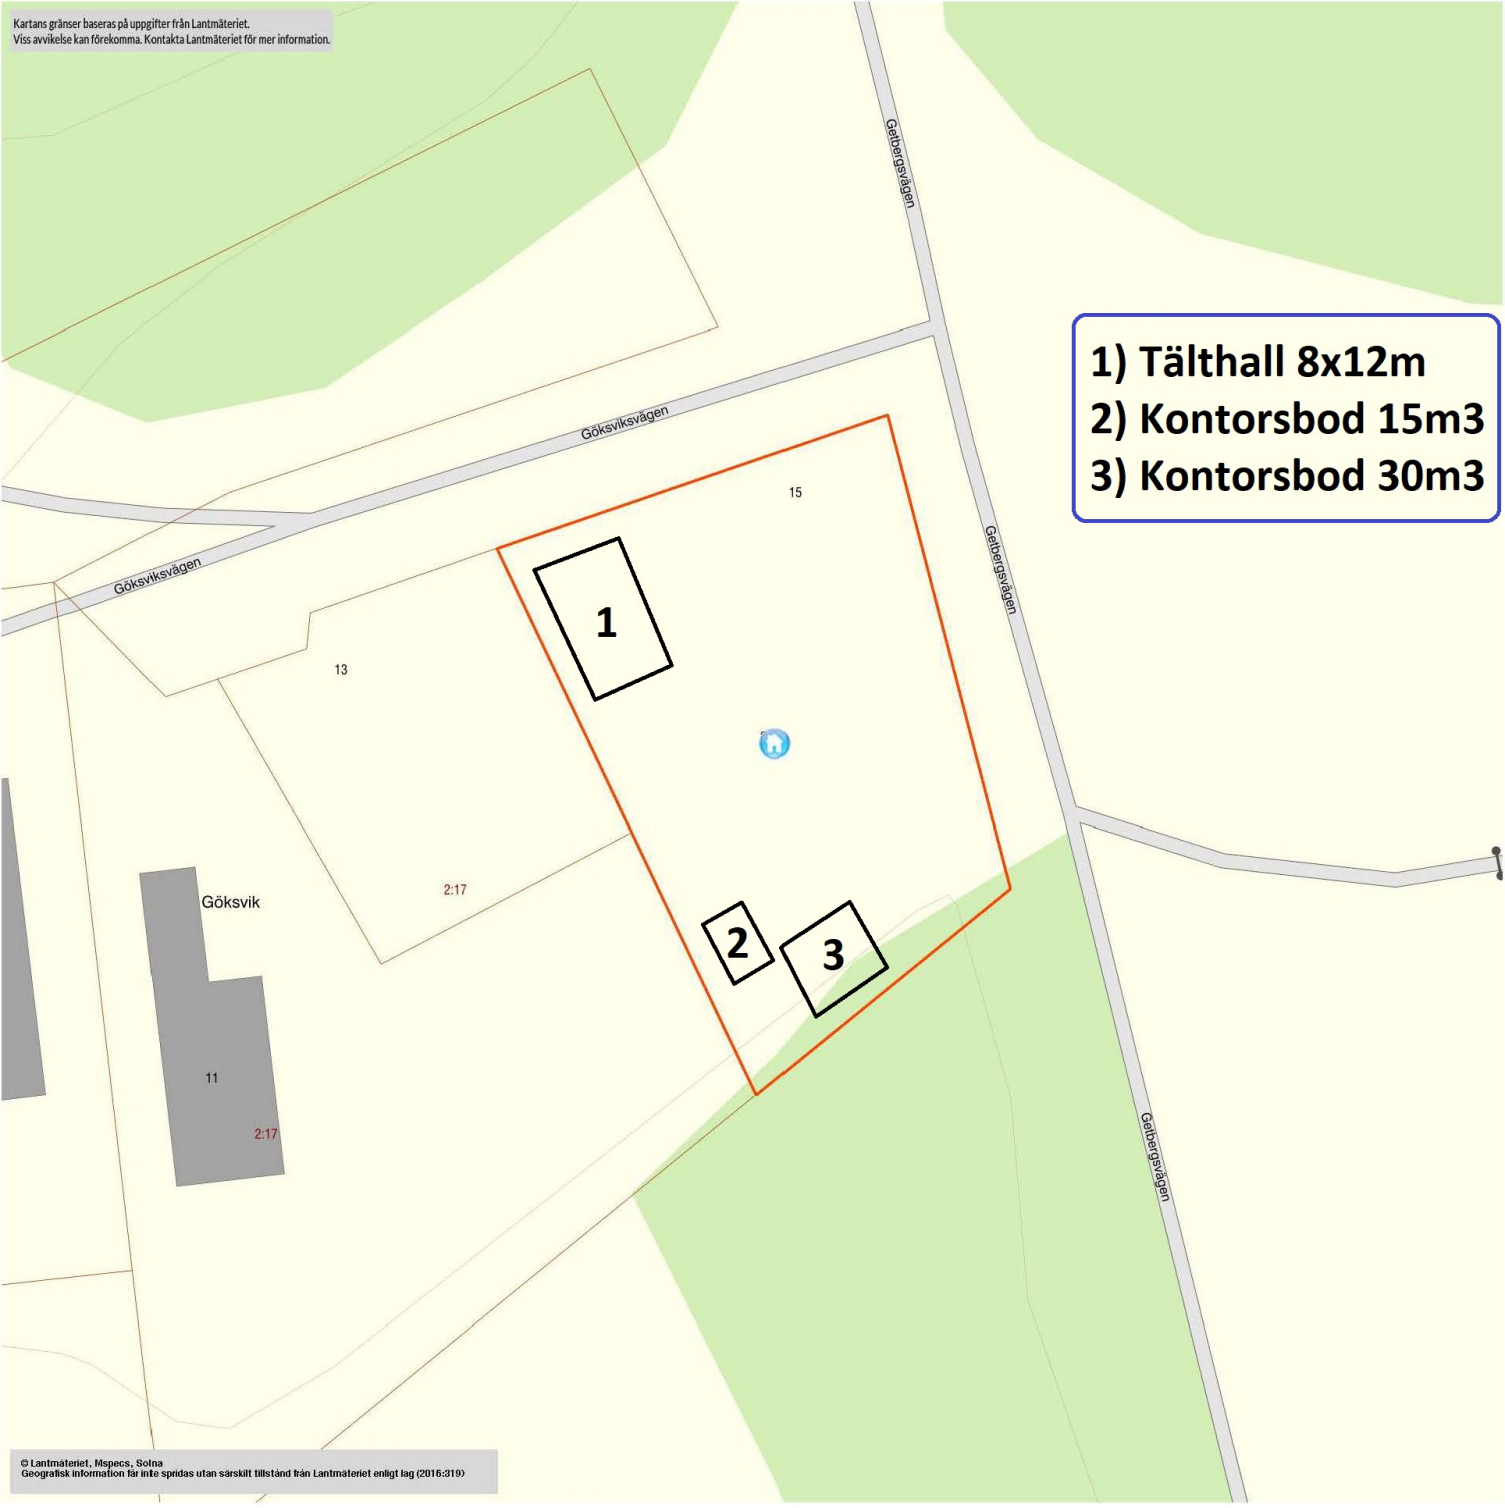 Kartans gränser baseras på uppgifter från Lantmäteriet.
Viss avvikelse kan förekomma. Kontakta Lantmäteriet för mer information.
Getbergsvägen
1) Tälthall 8x12m
2) Kontorsbod 15m3
3) Kontorsbod 30m3
Göksviksvägen
15
Göksviksvägen
Getbergsvägen
1
13
2:17
Göksvik
2
3
11
2:17
Getbergsvägen
© Lantmäteriet, Mspecs, Solna
Geografisk information får inte spridas utan särskilt tillstånd från Lantmäteriet enligt lag (2016:319)